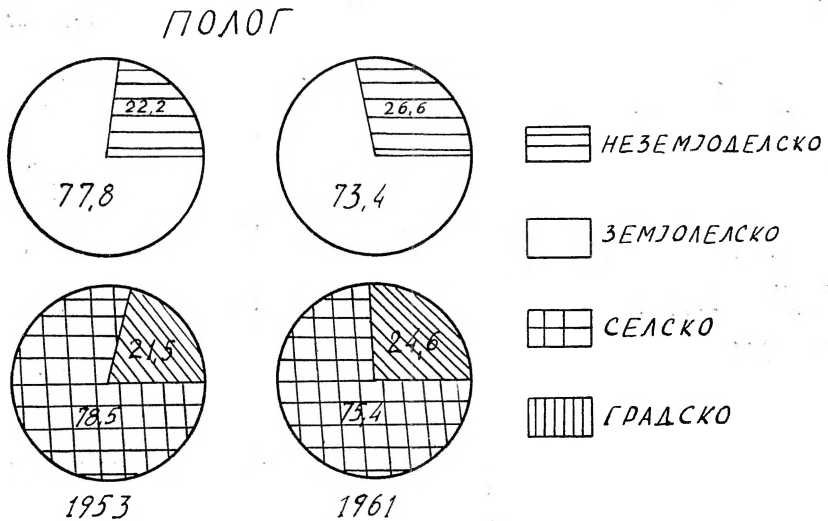 ПОЛОГ
22,2
77,8
26,6
73,4
НЕЗЕМЈОДЕЛСКО
ЗЕМЈОЛЕЛСКО
21,5
78,5
24,6
75,4
СЕЛСКО
ГРАДСКО
1953
1961